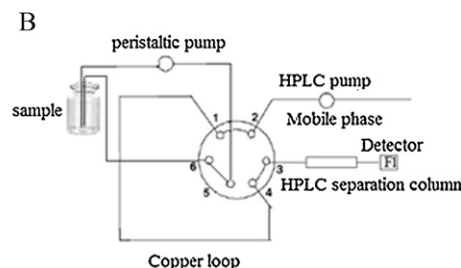 B
peristaltic pump
HPLC pump
sample
Mobile phase
1 2
Detector
FI
6 3
HPLC separation column
5 4
Copper loop